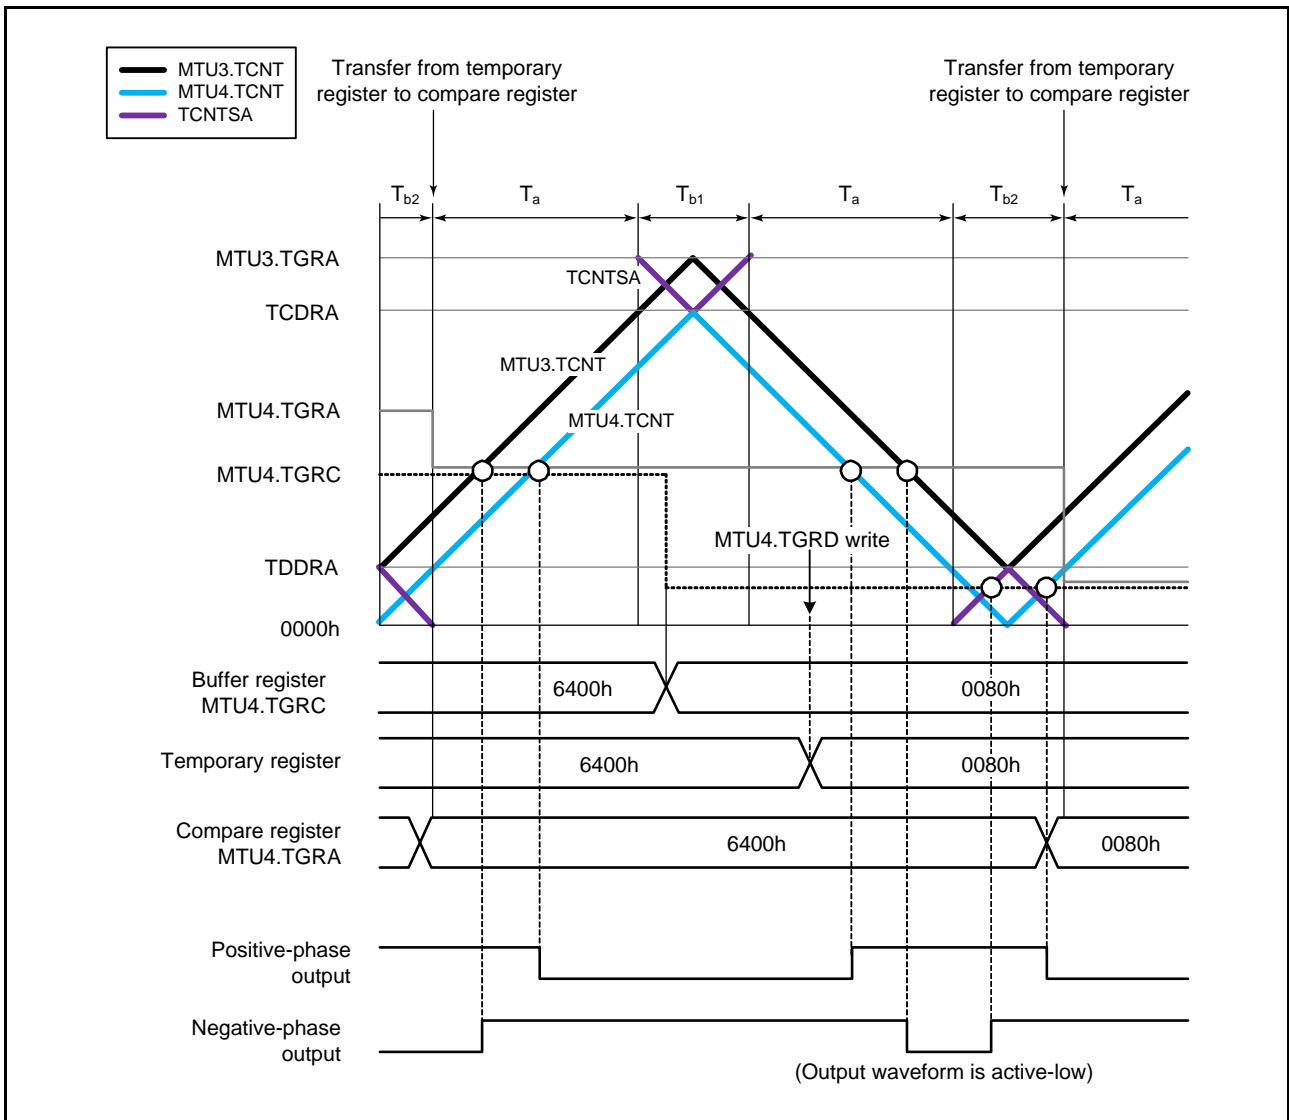 MTU3.TCNT
MTU4.TCNT
TCNTSA
Transfer from temporary
register to compare register
Transfer from temporary
register to compare register
Tb2
Ta
Tb1
Ta
Tb2
Ta
MTU3.TGRA
TCNTSA
TCDRA
MTU3.TCNT
MTU4.TGRA
MTU4.TCNT
MTU4.TGRC
MTU4.TGRD write
TDDRA
0000h
Buffer register
MTU4.TGRC
6400h
0080h
Temporary register
6400h
0080h
Compare register
MTU4.TGRA
6400h
0080h
Positive-phase
output
Negative-phase
output
(Output waveform is active-low)